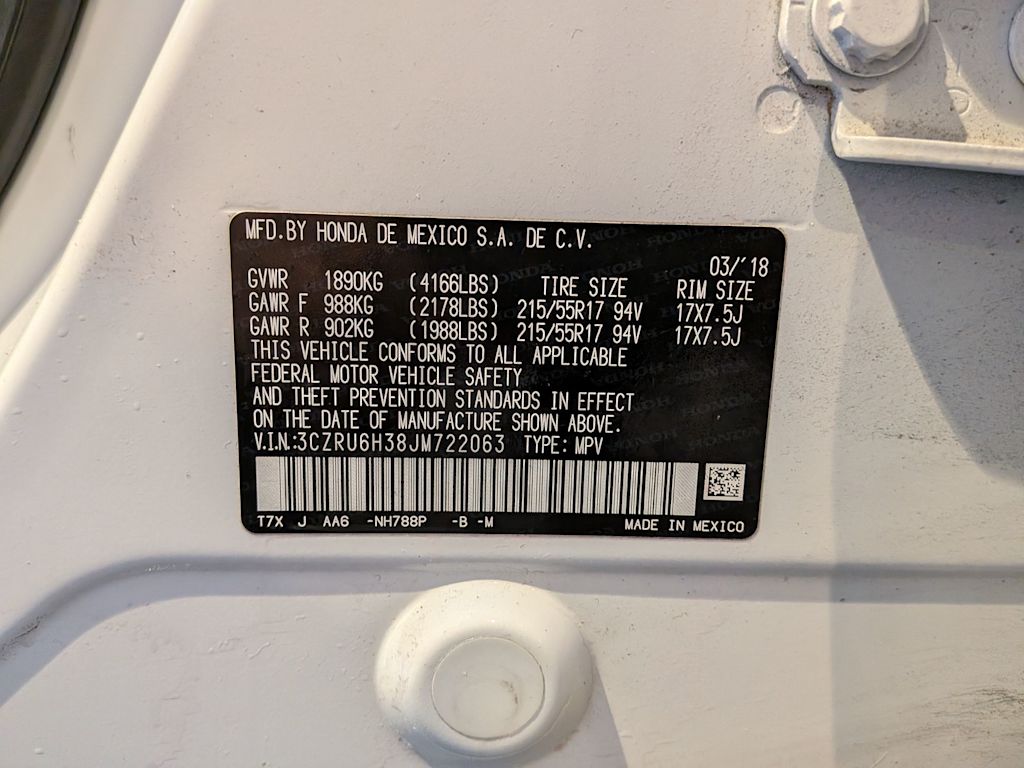 MFD.BY HONDA DE MEXICO S.A. DE C.V.
03/'18
GVWR 1890KG (4166LBS) TIRE SIZE RIM SIZE
GAWR F 988KG (2178LBS) 215/55R17 94V 17X7.5J
GAWR R 902KG (1988LBS) 215/55R17 94V 17X7.5J
THIS VEHICLE CONFORMS TO ALL APPLICABLE
FEDERAL MOTOR VEHICLE SAFETY
AND THEFT PREVENTION STANDARDS IN EFFECT
ON THE DATE OF MANUFACTURE SHOWN ABOVE.
V.I.N.:3CZRU6H38JM722063 TYPE: MPV
T7X J AA6 -NH788P -B -M MADE IN MEXICO